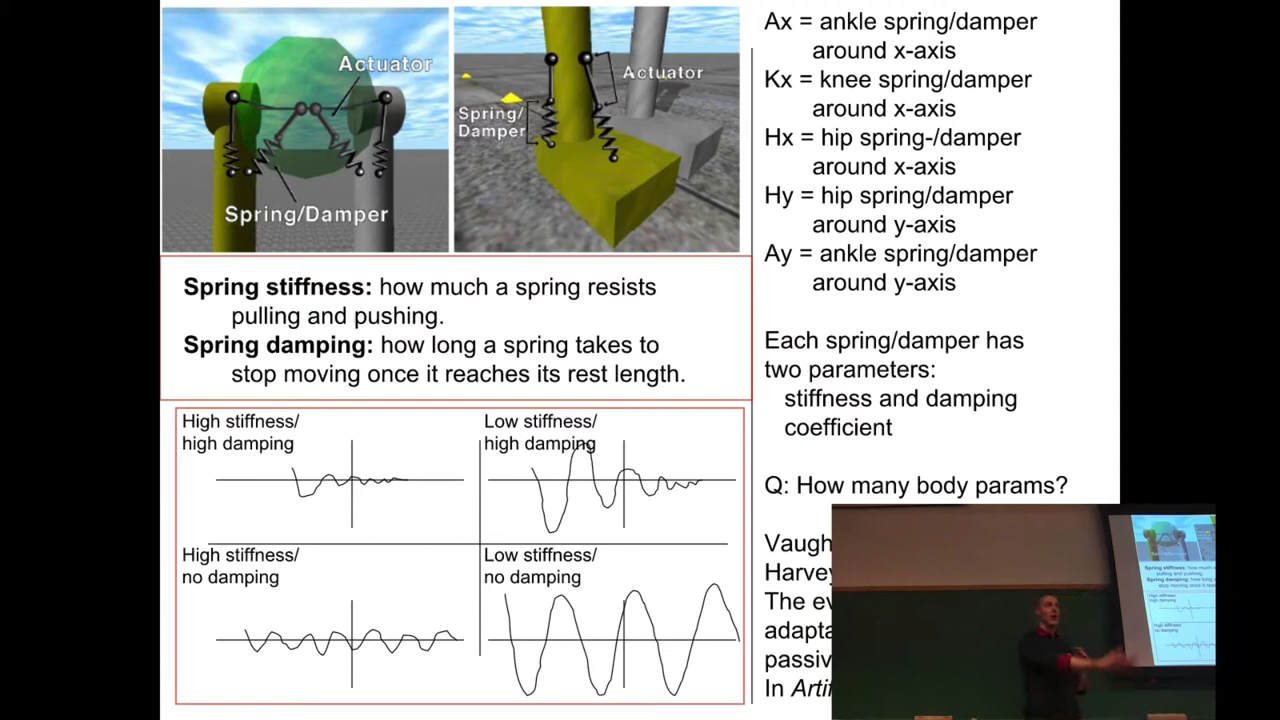 Actuator
Spring/Damper
Actuator
Spring/
Damper
Spring stiffness: how much a spring resists
pulling and pushing.
Spring damping: how long a spring takes to
stop moving once it reaches its rest length.
High stiffness/
high damping
Low stiffness/
high damping
High stiffness/
no damping
Low stiffness/
no damping
Ax = ankle spring/damper
around x-axis
Kx = knee spring/damper
around x-axis
Hx = hip spring-/damper
around x-axis
Hy = hip spring/damper
around y-axis
Ay = ankle spring/damper
around y-axis
Each spring/damper has
two parameters:
stiffness and damping
coefficient
Q: How many body params?
Vaugh
Harvey
The ev
adapta
passiv
In Artif